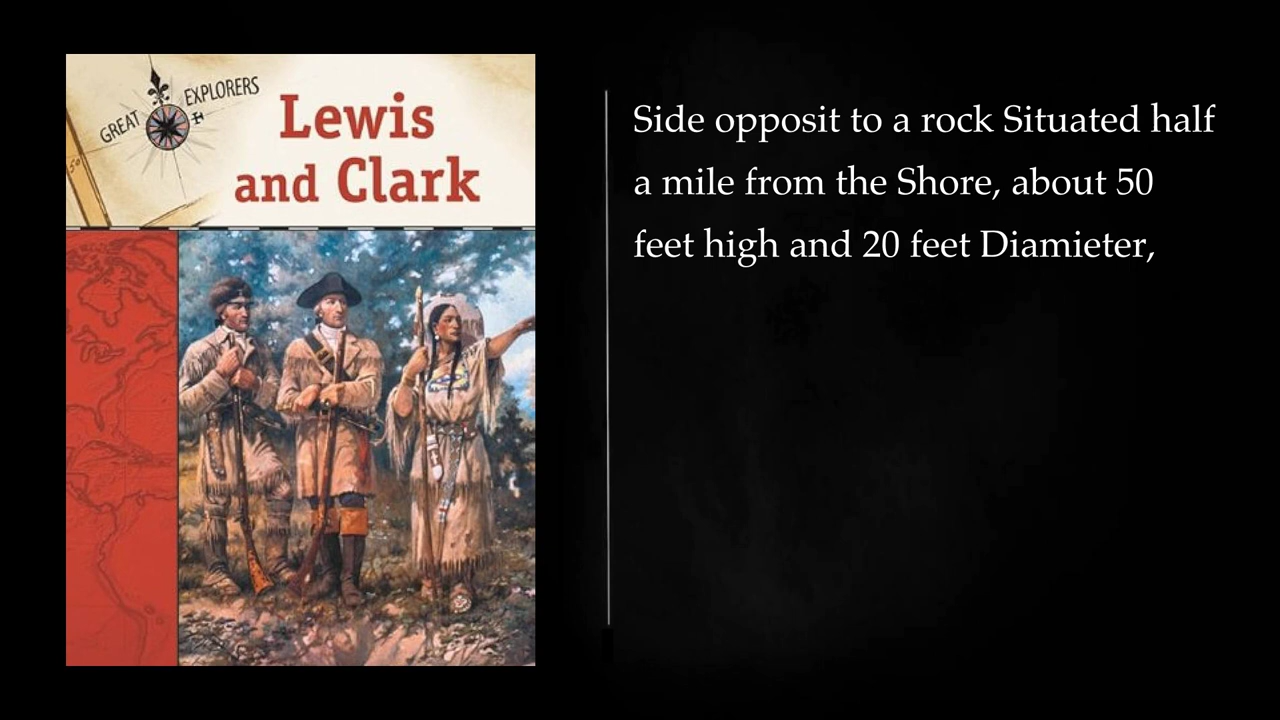 GREAT EXPLORERS
Lewis
and Clark
Side opposit to a rock Situated half
a mile from the Shore, about 50
feet high and 20 feet Diamieter,